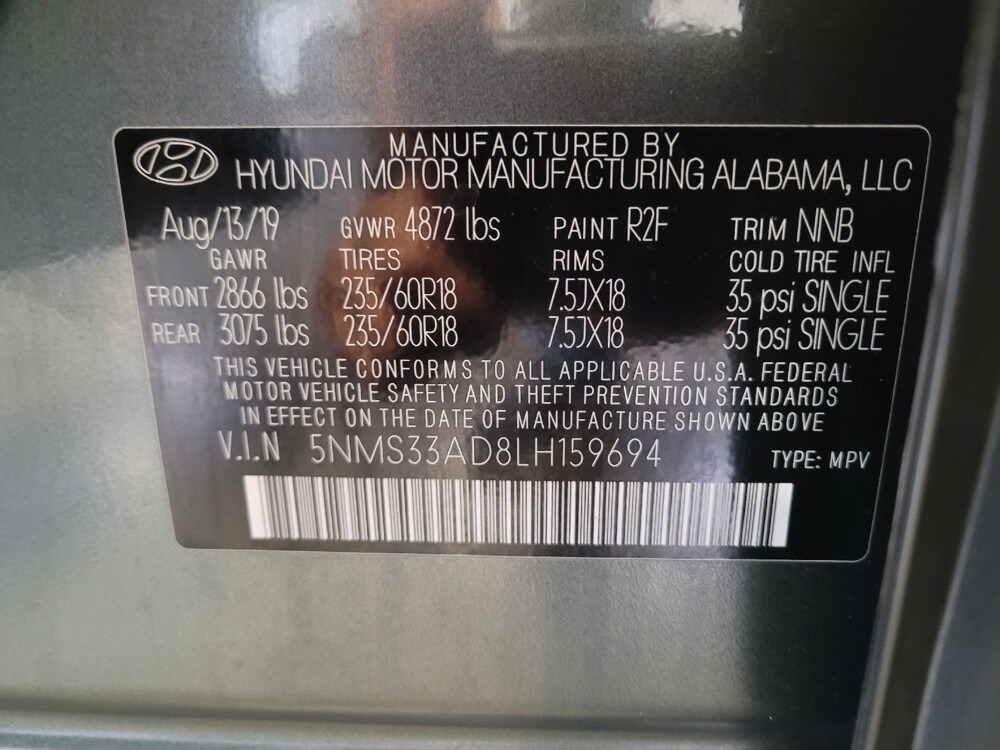 MANUFACTURED BY
HYUNDAI MOTOR MANUFACTURING ALABAMA, LLC
Aug/13/19 GVWR 4872 lbs PAINT R2F TRIM NNB
GAWR TIRES RIMS COLD TIRE INFL
FRONT 2866 lbs 235/60R18 7.5JX18 35 psi SINGLE
REAR 3075 lbs 235/60R18 7.5JX18 35 psi SINGLE
THIS VEHICLE CONFORMS TO ALL APPLICABLE U.S.A. FEDERAL
MOTOR VEHICLE SAFETY AND THEFT PREVENTION STANDARDS
IN EFFECT ON THE DATE OF MANUFACTURE SHOWN ABOVE
V.I.N 5NMS33AD8LH159694 TYPE: MPV